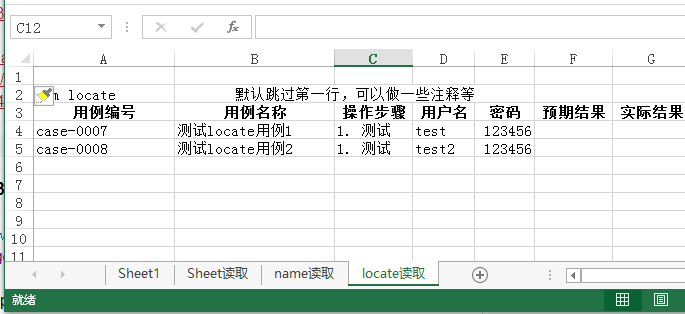 C12
A B C D E F G
1
2 n locate 默认跳过第一行，可以做一些注释等
3 用例编号 用例名称 操作步骤 用户名 密码 预期结果 实际结果
4 case-0007 测试locate用例1 1. 测试 test 123456
5 case-0008 测试locate用例2 1. 测试 test2 123456
6
7
8
9
10
11
Sheet1 Sheet读取 name读取 locate读取
就绪